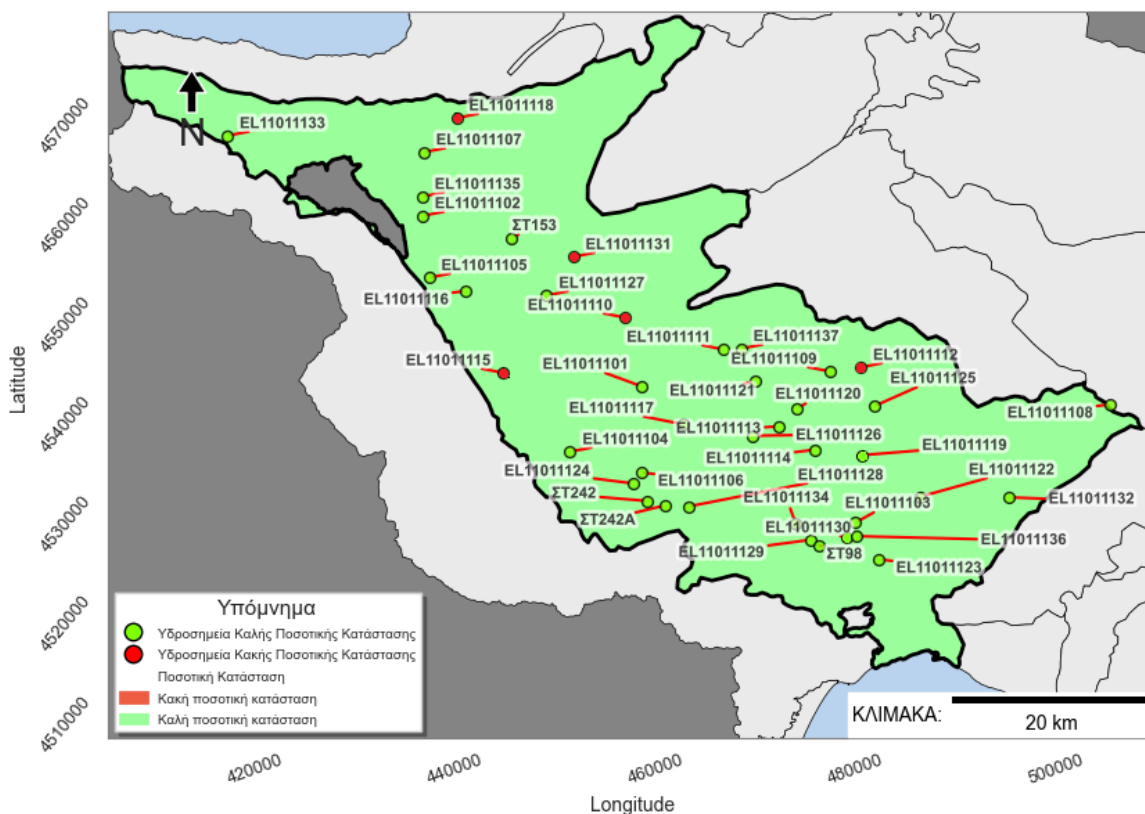 EL11011118
EL11011133
EL11011107
N
EL11011135
EL11011102
ΣΤ153
EL11011131
EL11011105
EL11011127
EL11011116
EL11011110
EL11011111
EL11011137
EL11011115
EL11011101
EL11011109
EL11011112
EL11011121
EL11011120
EL11011125
EL11011117
EL11011113
EL11011108
EL11011126
EL11011104
EL11011114
EL11011119
EL11011124
EL11011106
EL11011128
EL11011122
ΣΤ242
EL11011134
EL11011103
EL11011132
ΣΤ242Α
EL11011130
EL11011136
EL11011129
ΣΤ98
EL11011123
4570000
4560000
4550000
4540000
4530000
4520000
4510000
Latitude
Υπόμνημα
Υδροσημεία Καλής Ποσοτικής Κατάστασης
Υδροσημεία Κακής Ποσοτικής Κατάστασης
Ποσοτική Κατάσταση
Κακή ποσοτική κατάσταση
Καλή ποσοτική κατάσταση
ΚΛΙΜΑΚΑ:
20 km
420000
440000
460000
480000
500000
Longitude